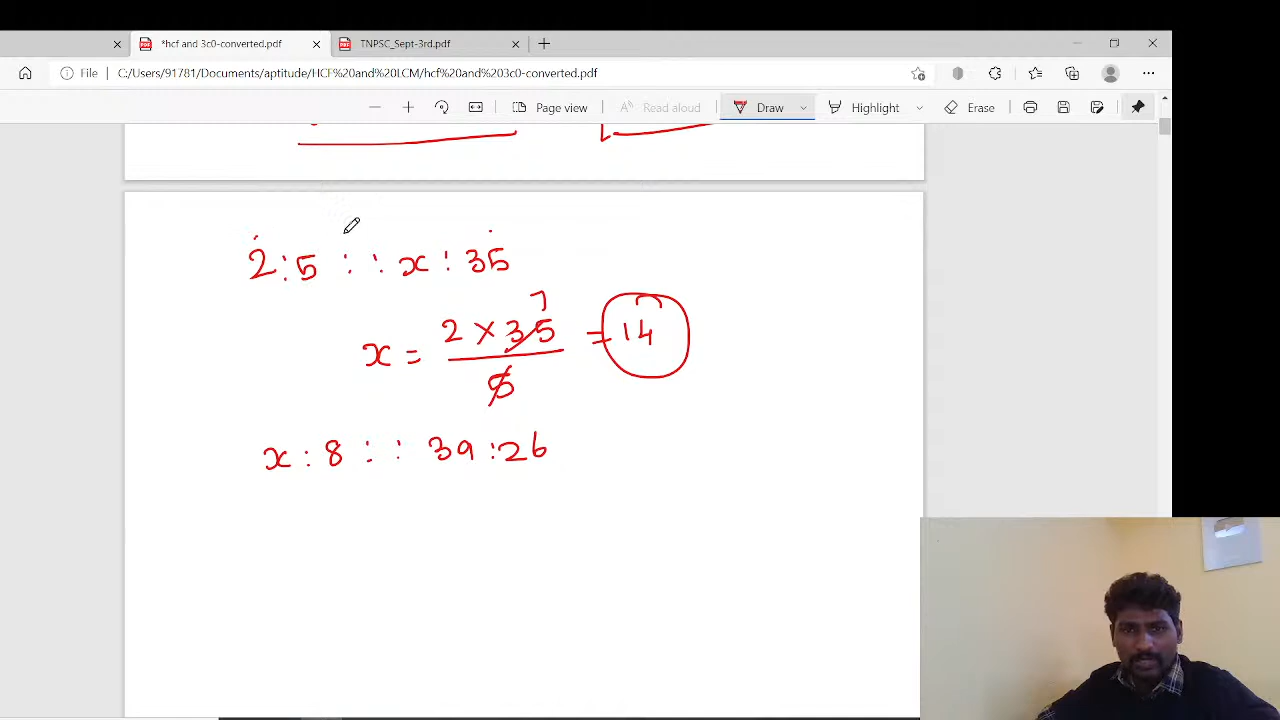 *hcf and 3c0-converted.pdf
TNPSC_Sept-3rd.pdf
File
C:/Users/91781/Documents/aptitude/HCF%20and%20LCM/hcf%20and%203c0-converted.pdf
Page view
Read aloud
Draw
Highlight
Erase
2 : 5 : : x : 35
7
x = 2 × 35 = 14
5
x : 8 : : 39 : 26